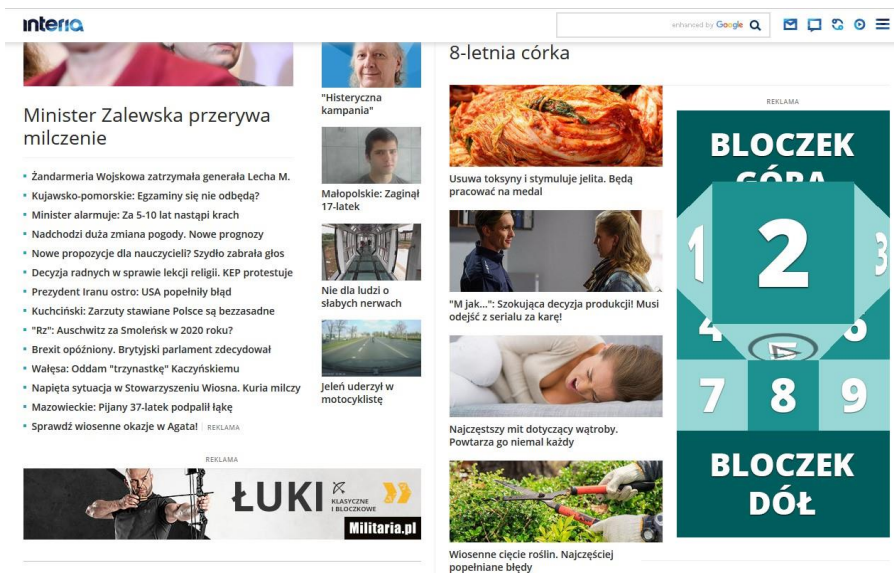 interia
enhanced by Google
Minister Zalewska przerywa
milczenie
Żandarmeria Wojskowa zatrzymała generała Lecha M.
Kujawsko-pomorskie: Egzaminy się nie odbędą?
Minister alarmuje: Za 5-10 lat nastąpi krach
Nadchodzi duża zmiana pogody. Nowe prognozy
Nowe propozycje dla nauczycieli? Szydło zabrała głos
Decyzja radnych w sprawie lekcji religii. KEP protestuje
Prezydent Iranu ostro: USA popełniły błąd
Kuchciński: Zarzuty stawiane Polsce są bezzasadne
"Rz": Auschwitz za Smoleńsk w 2020 roku?
Brexit opóźniony. Brytyjski parlament zdecydował
Wałęsa: Oddam "trzynastkę" Kaczyńskiemu
Napięta sytuacja w Stowarzyszeniu Wiosna. Kuria milczy
Mazowieckie: Pijany 37-latek podpalił łąkę
Sprawdź wiosenne okazje w Agata! REKLAMA
REKLAMA
ŁUKI
KLASYCZNE
I BLOCZKOWE
Militaria.pl
"Histeryczna
kampania"
Małopolskie: Zaginął
17-latek
Nie dla ludzi o
słabych nerwach
Jeleń uderzył w
motocyklistę
8-letnia córka
Usuwa toksyny i stymuluje jelita. Będą
pracować na medal
"M jak...": Szokująca decyzja produkcji! Musi
odejść z serialu za karę!
Najczęstszy mit dotyczący wątroby.
Powtarza go niemal każdy
Wiosenne cięcie roślin. Najczęściej
popełniane błędy
REKLAMA
BLOCZEK
GÓRA
1 2 3
4 5 6
7 8 9
BLOCZEK
DÓŁ